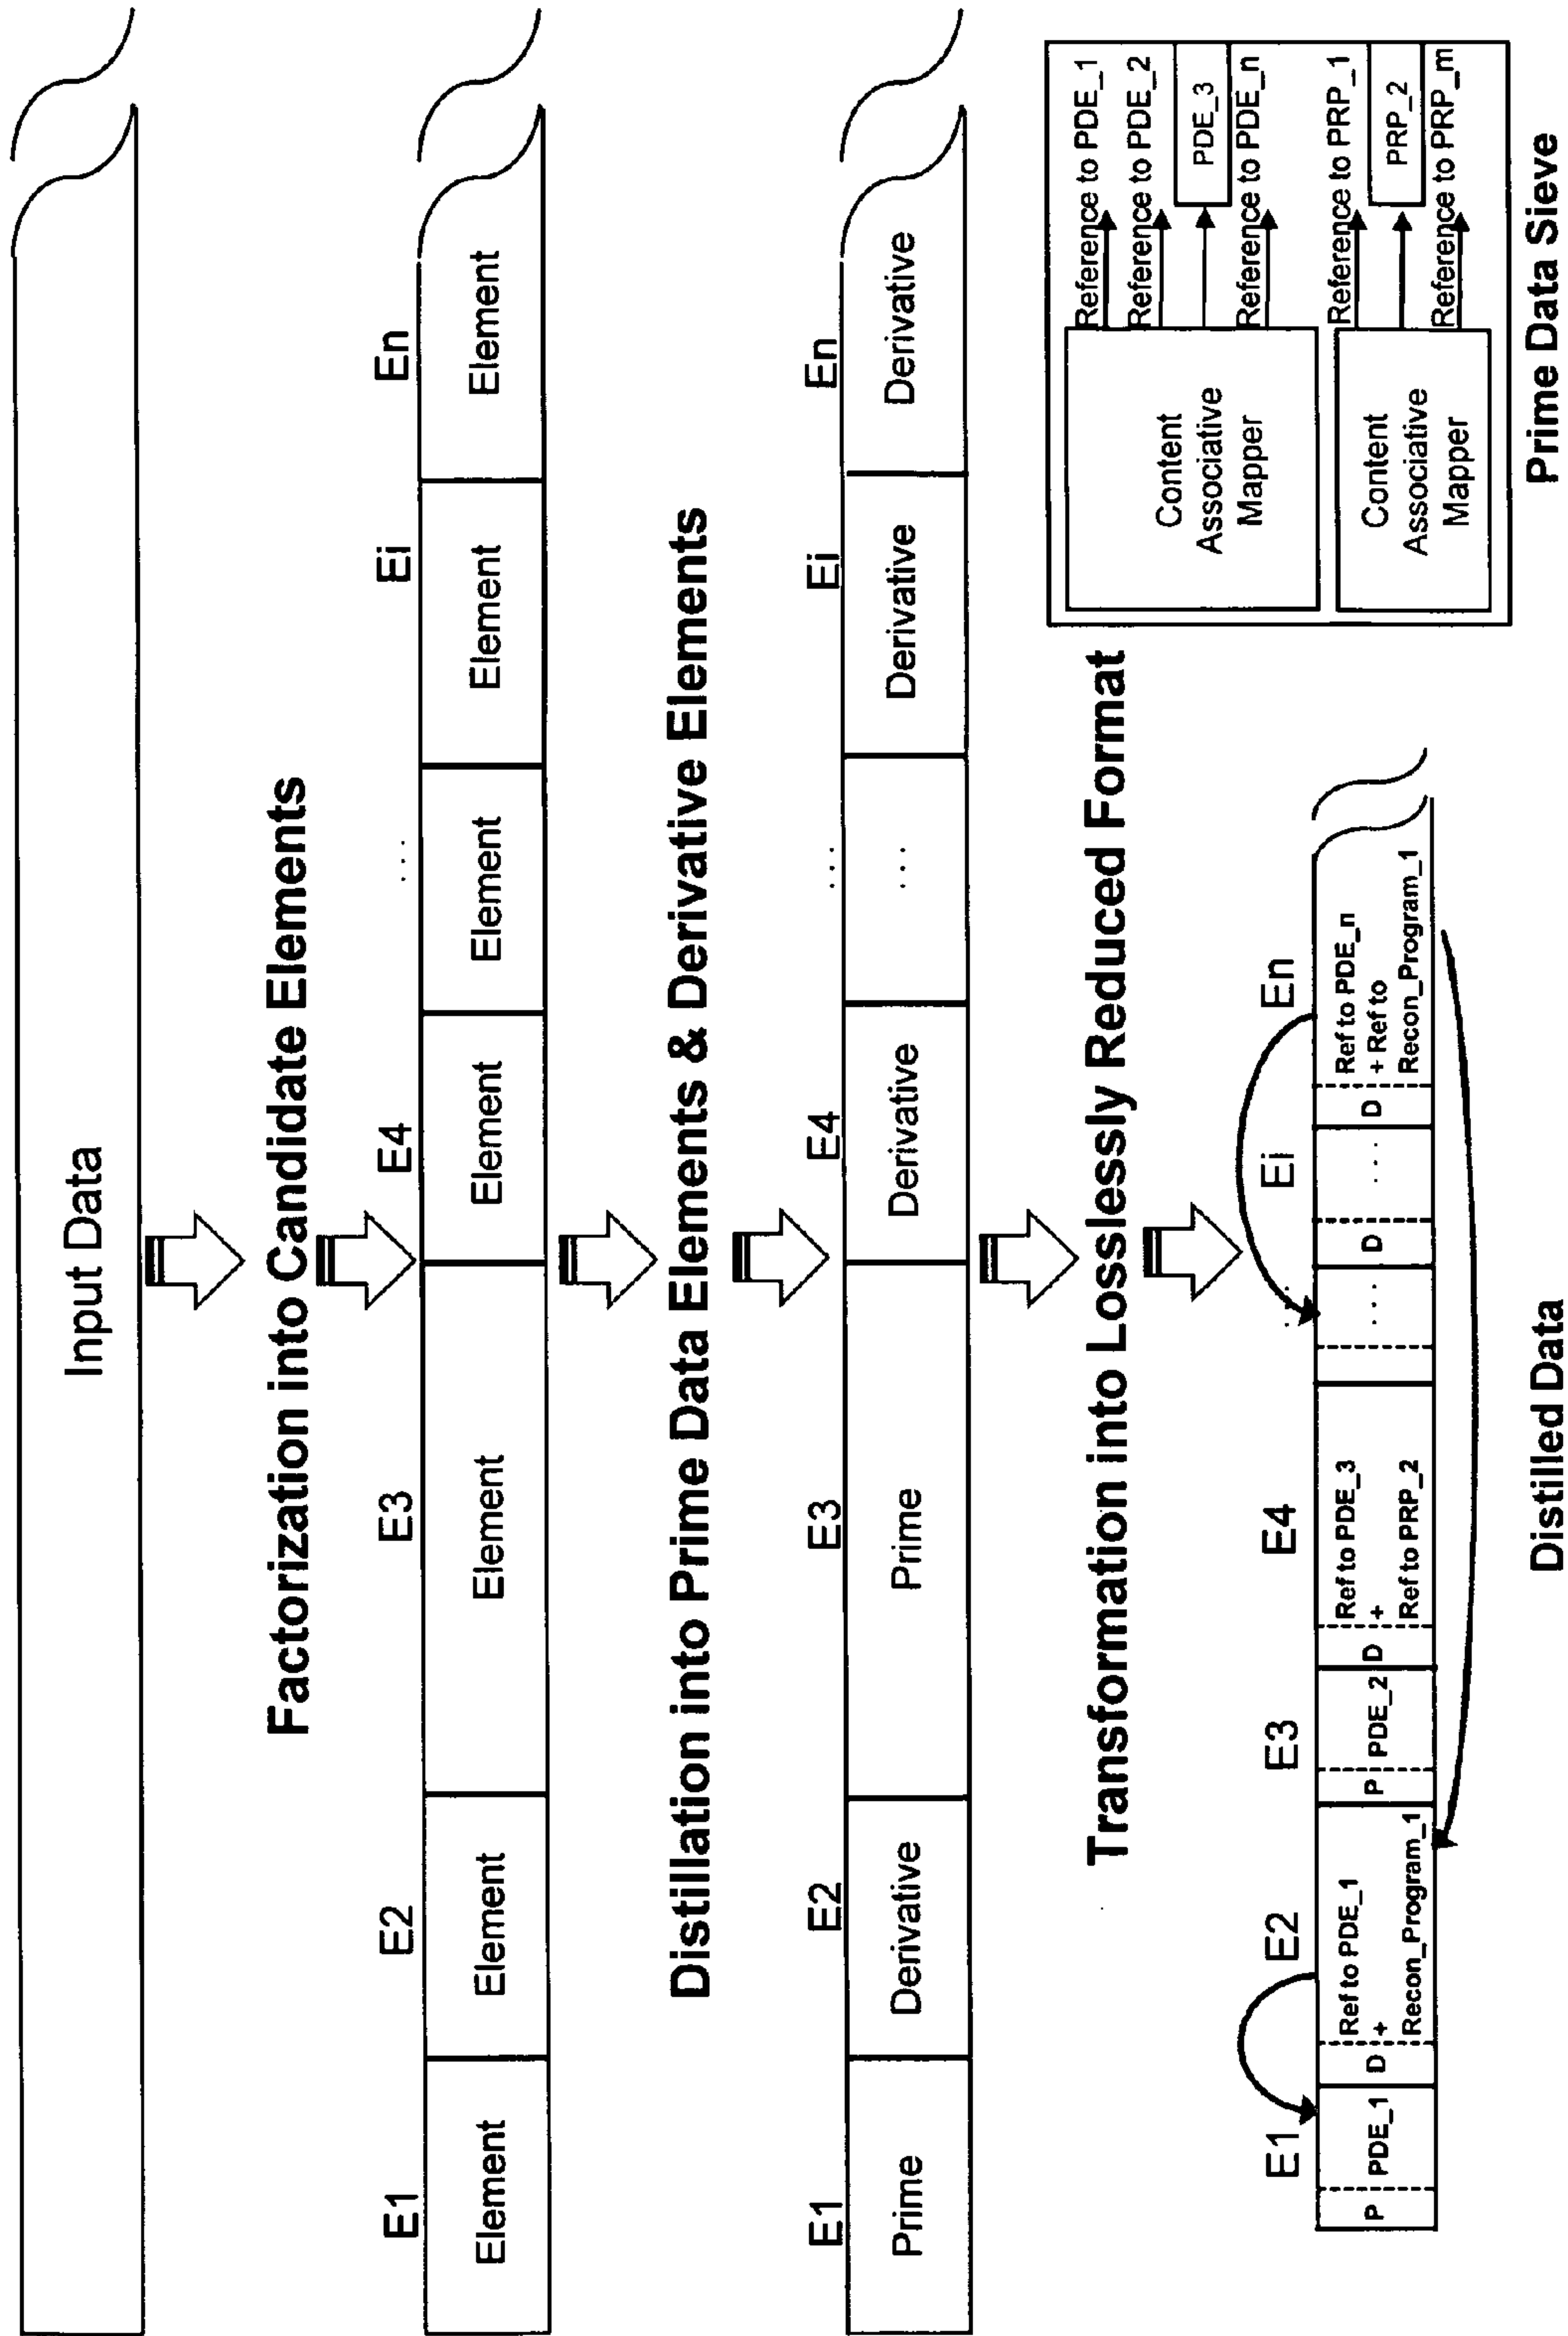 Input Data
Factorization into Candidate Elements
E1 E2 E3 E4 ... Ei En
Element Element Element Element Element Element Element
Distillation into Prime Data Elements & Derivative Elements
E1 E2 E3 E4 ... Ei En
Prime Derivative Prime Derivative ... Derivative Derivative
Transformation into Losslessly Reduced Format
E1 E2 E3 E4 Ei En
P PDE_1
D Ref to PDE_1
+
Recon_Program_1
P PDE_2
D Ref to PDE_3
+
Ref to PRP_2
...
D ...
D Ref to PDE_n
+ Ref to
Recon_Program_1
Distilled Data
Content
Associative
Mapper
Reference to PDE_1
Reference to PDE_2
PDE_3
Reference to PDE_n
Content
Associative
Mapper
Reference to PRP_1
PRP_2
Reference to PRP_m
Prime Data Sieve